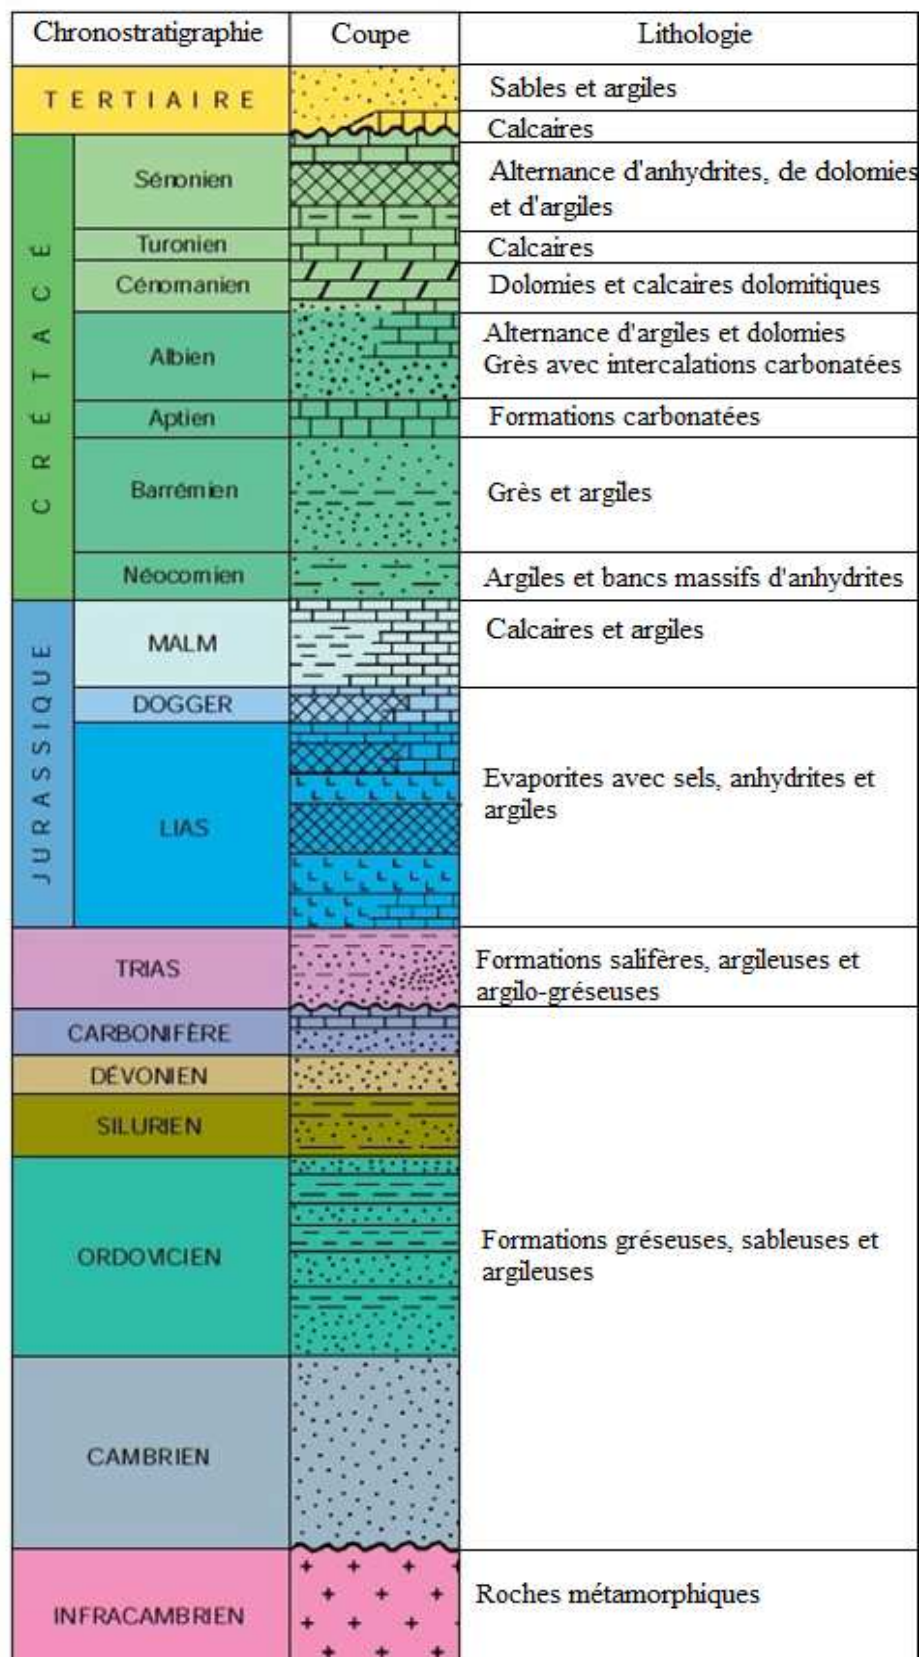 Chronostratigraphie Coupe Lithologie
TERTIAIRE
Sables et argiles
Calcaires
CRETACÉ
Sénonien
Alternance d'anhydrites, de dolomies
et d'argiles
Turonien
Calcaires
Cénomanien
Dolomies et calcaires dolomitiques
Albien
Alternance d'argiles et dolomies
Grès avec intercalations carbonatées
Aptien
Formations carbonatées
Barrémien
Grès et argiles
Néocomien
Argiles et bancs massifs d'anhydrites
JURASSIQUE
MALM
Calcaires et argiles
DOGGER
LIAS
Evaporites avec sels, anhydrites et
argiles
TRIAS
Formations salifères, argileuses et
argilo-gréseuses
CARBONIFÈRE
DÉVONIEN
SILURIEN
ORDOVICIEN
CAMBRIEN
Formations gréseuses, sableuses et
argileuses
INFRACAMBRIEN
Roches métamorphiques